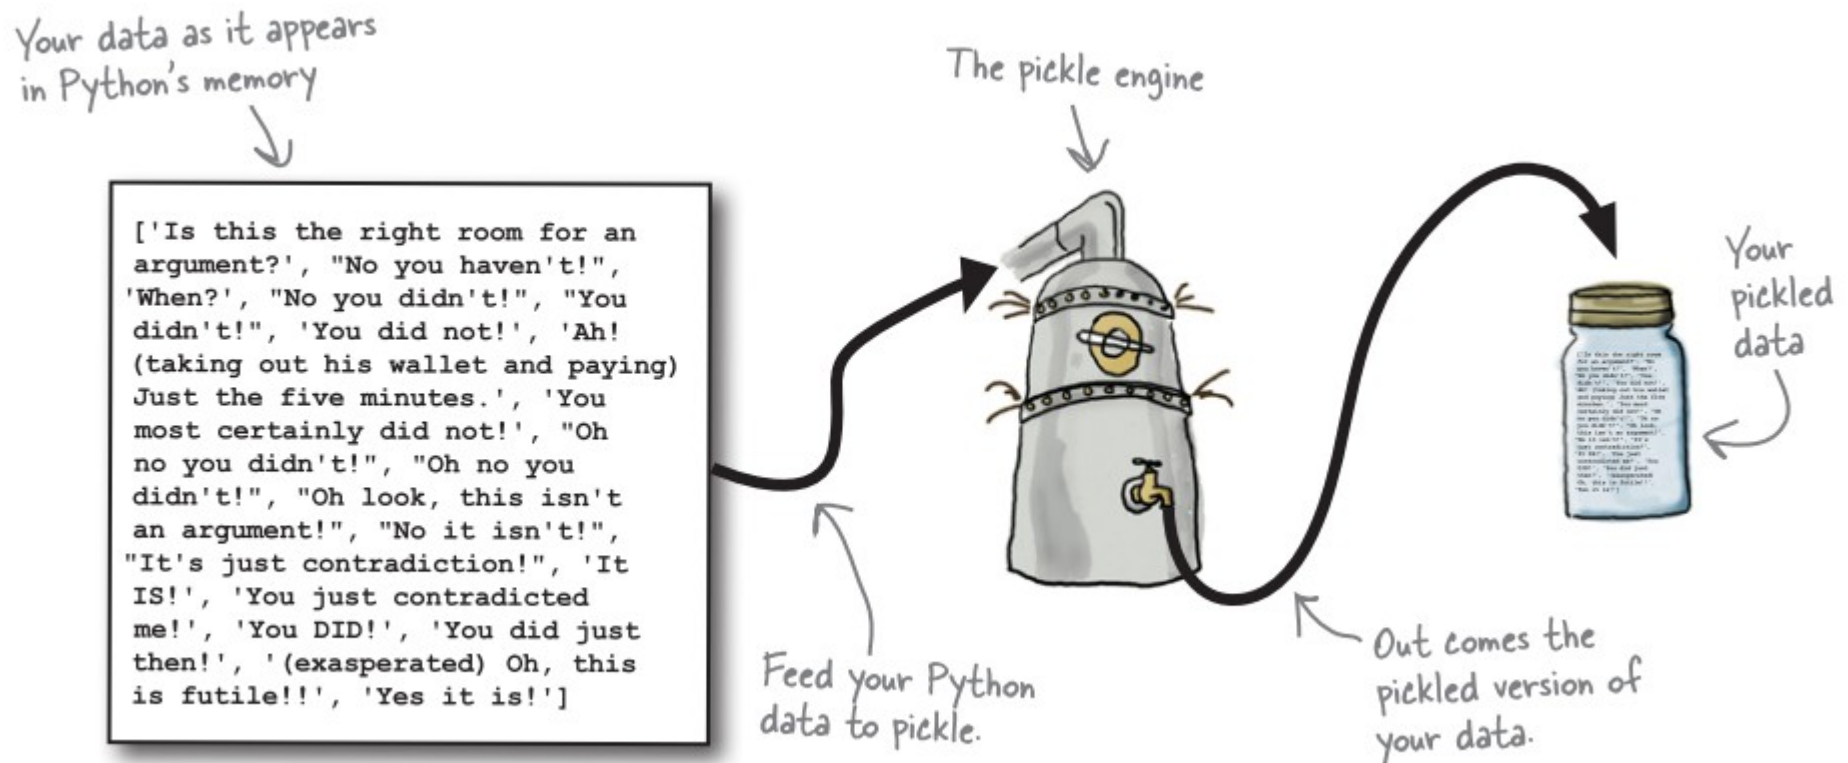 Your data as it appears
in Python's memory
The pickle engine
['Is this the right room for an
argument?', "No you haven't!",
'When?', "No you didn't!", "You
didn't!", 'You did not!', 'Ah!
(taking out his wallet and paying)
Just the five minutes.', 'You
most certainly did not!', "Oh
no you didn't!", "Oh no you
didn't!", "Oh look, this isn't
an argument!", "No it isn't!",
"It's just contradiction!", 'It
IS!', 'You just contradicted
me!', 'You DID!', 'You did just
then!', '(exasperated) Oh, this
is futile!!', 'Yes it is!']
Feed your Python
data to pickle.
Out comes the
pickled version of
your data.
Your
pickled
data